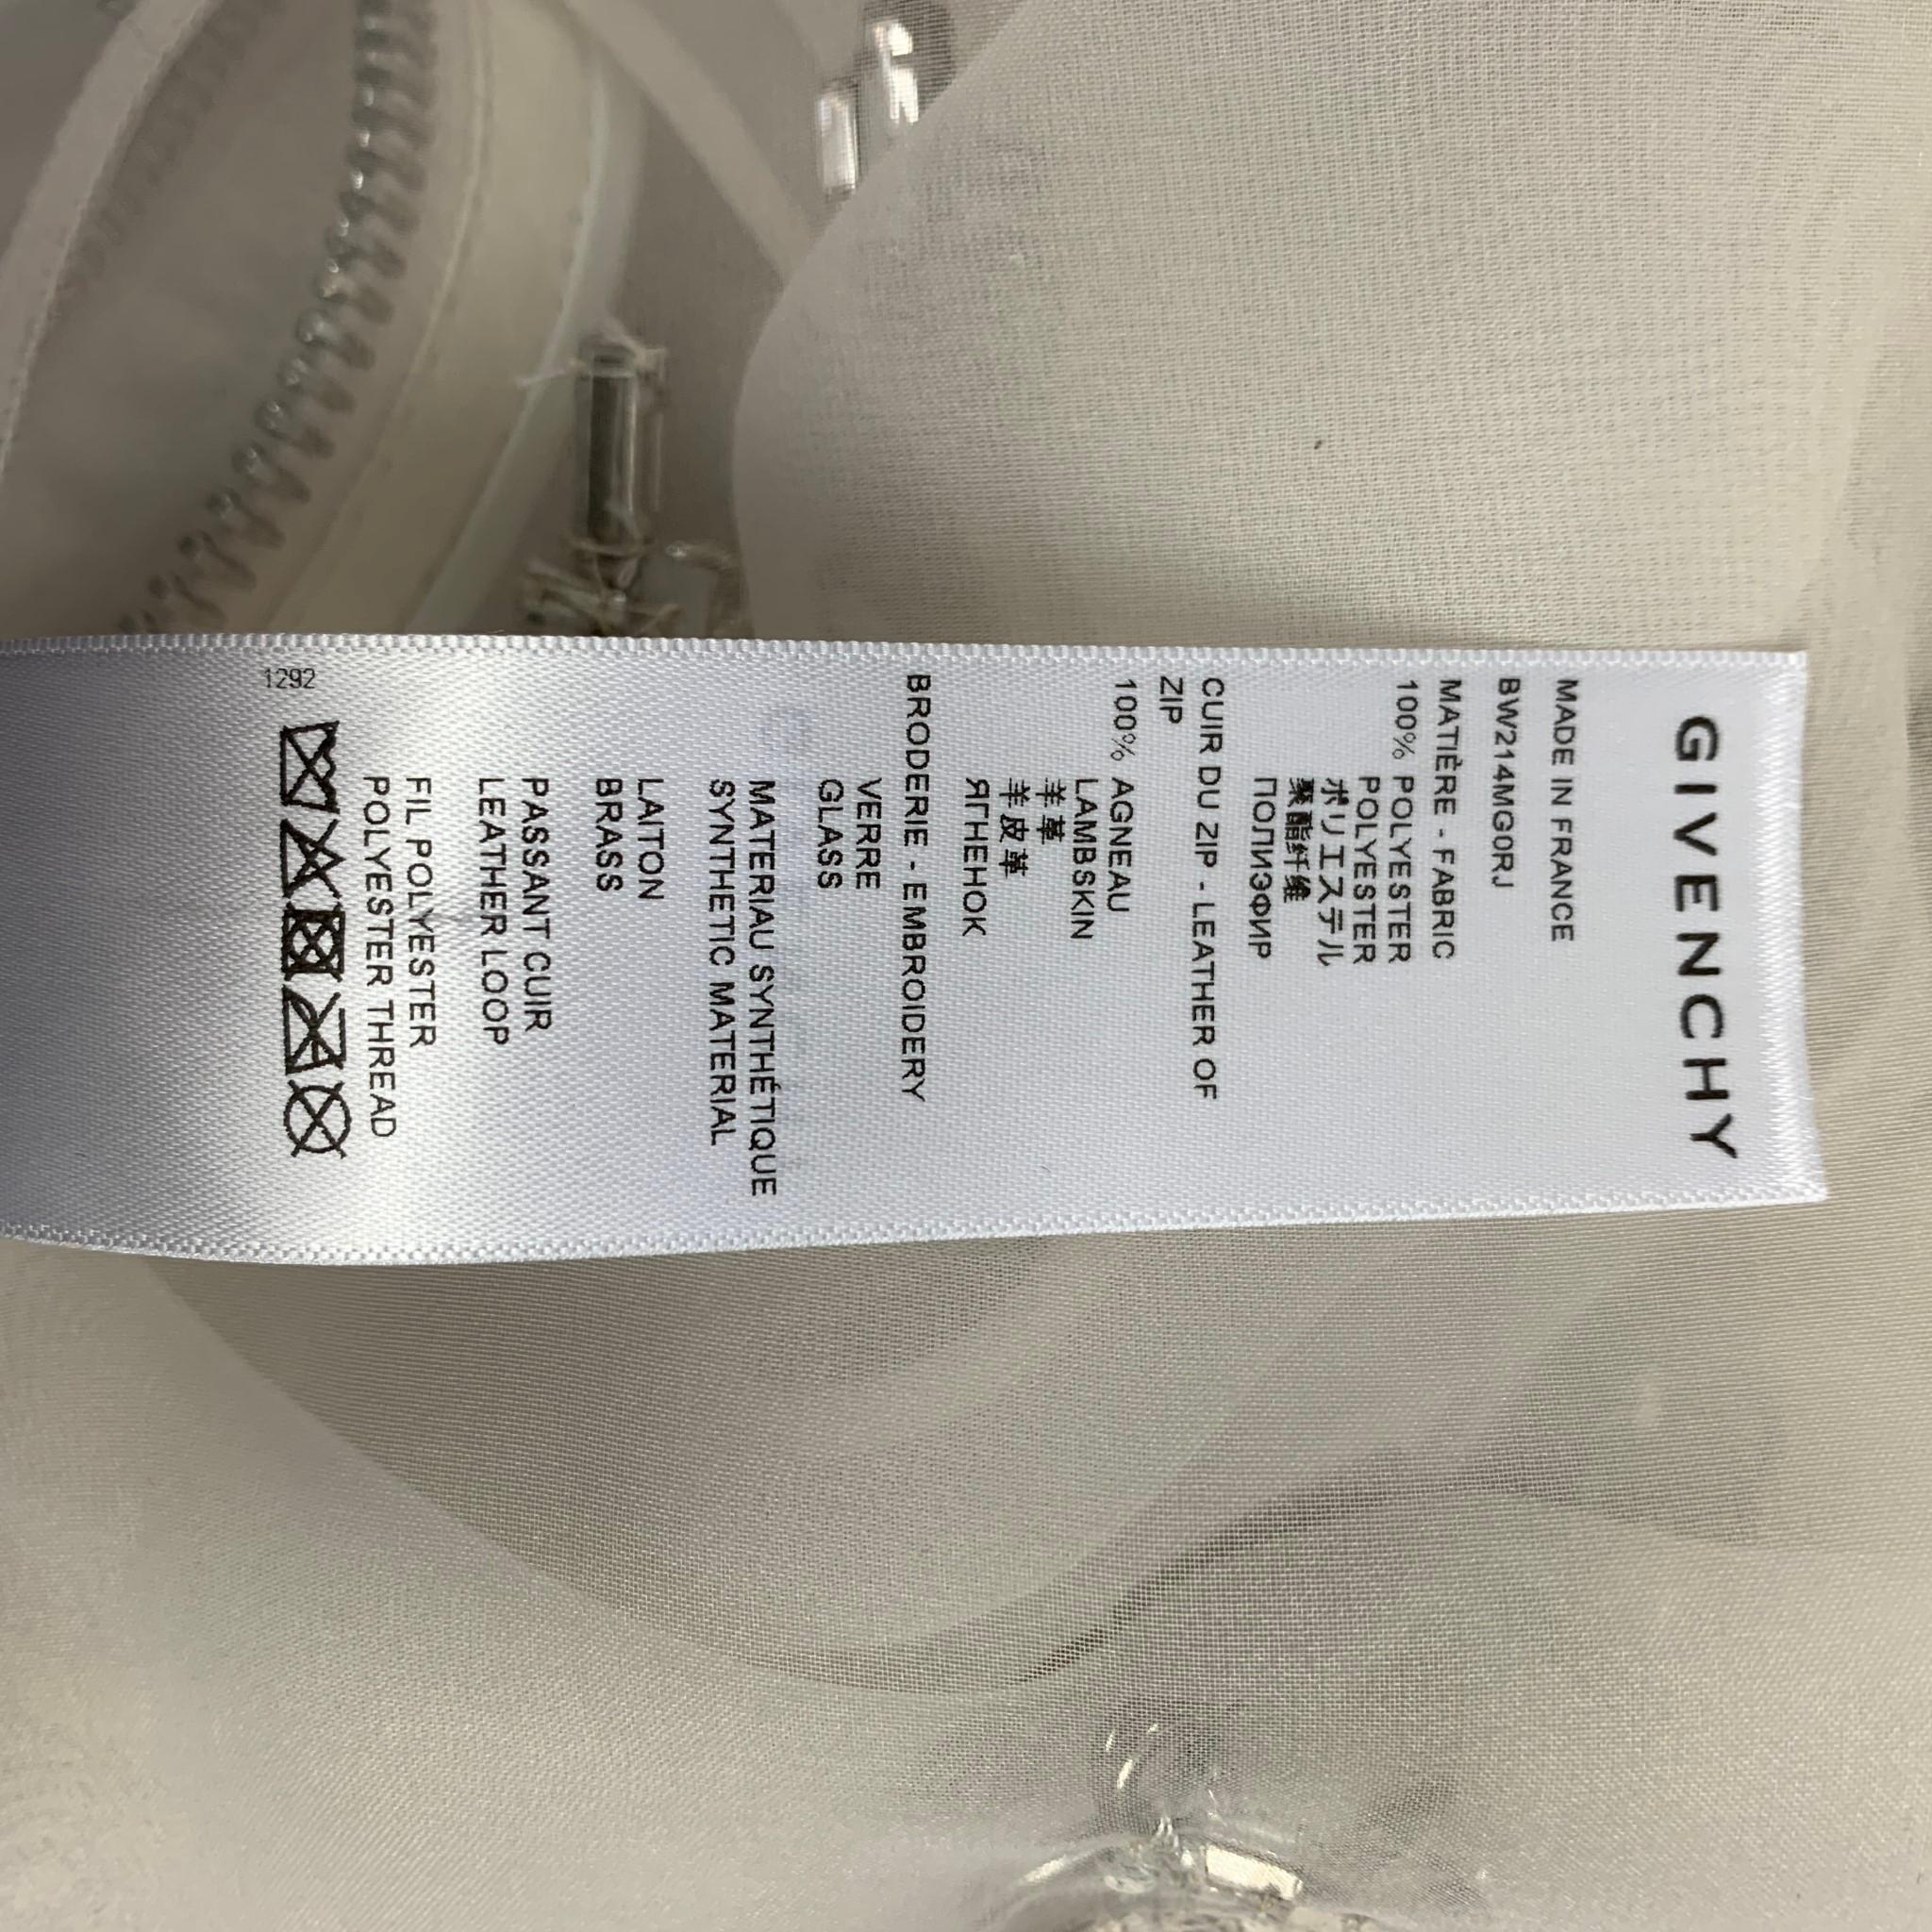 GIVENCHY
MADE IN FRANCE
BW214MG0RJ
MATIÈRE - FABRIC
100% POLYESTER
POLYESTER
ポリエステル
聚酯纤维
ПОЛИЭФИР
CUIR DU ZIP - LEATHER OF
ZIP
100% AGNEAU
LAMBSKIN
羊革
羊皮革
ЯГНЕНОК
BRODERIE - EMBROIDERY
VERRE
GLASS
MATERIAU SYNTHÉTIQUE
SYNTHETIC MATERIAL
LAITON
BRASS
PASSANT CUIR
LEATHER LOOP
FIL POLYESTER
POLYESTER THREAD
1292